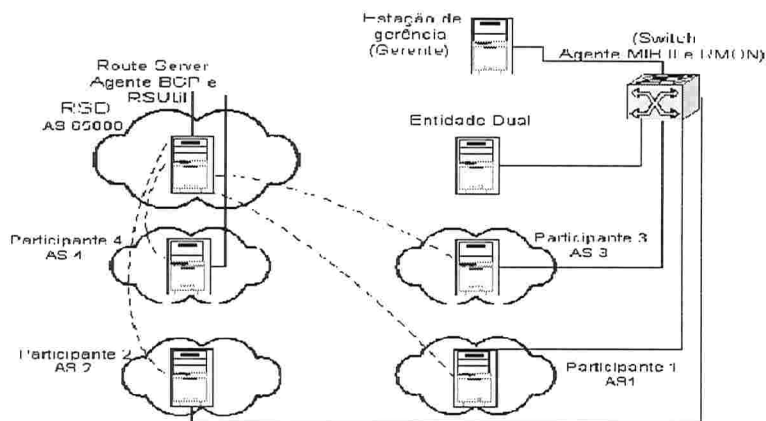 Estação de
gerência
(Gerente)
(Switch
Agente MIB II e RMON)
Route Server
Agente BGP e
RSUtil
RSD
AS 65000
Entidade Dual
Participante 4
AS 4
Participante 3
AS 3
Participante 2
AS 2
Participante 1
AS1